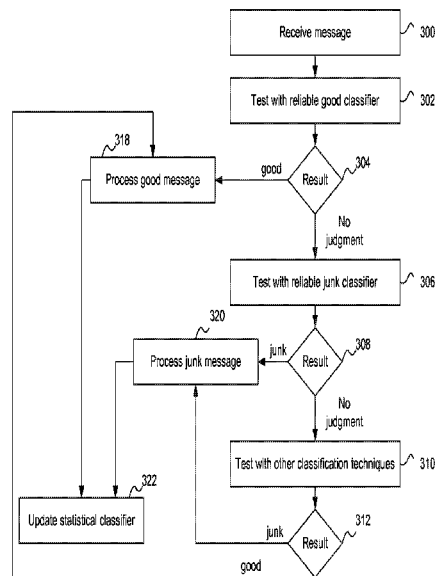 Receive message
300
Test with reliable good classifier
302
318
Process good message
good
Result
304
No
judgment
Test with reliable junk classifier
306
320
Process junk message
junk
Result
308
No
judgment
Test with other classification techniques
310
322
Update statistical classifier
junk
Result
312
good